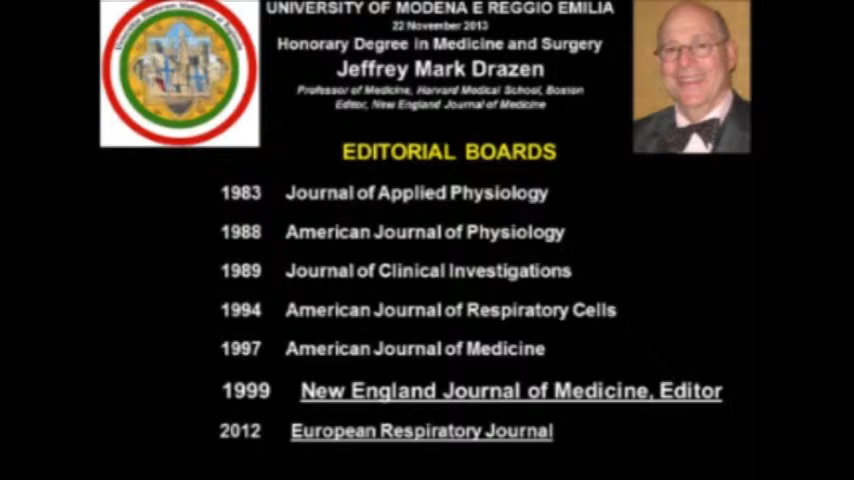 UNIVERSITY OF MODENA E REGGIO EMILIA
22 November 2013
Honorary Degree in Medicine and Surgery
Jeffrey Mark Drazen
Professor of Medicine, Harvard Medical School, Boston
Editor, New England Journal of Medicine
EDITORIAL BOARDS
1983 Journal of Applied Physiology
1988 American Journal of Physiology
1989 Journal of Clinical Investigations
1994 American Journal of Respiratory Cells
1997 American Journal of Medicine
1999 New England Journal of Medicine, Editor
2012 European Respiratory Journal